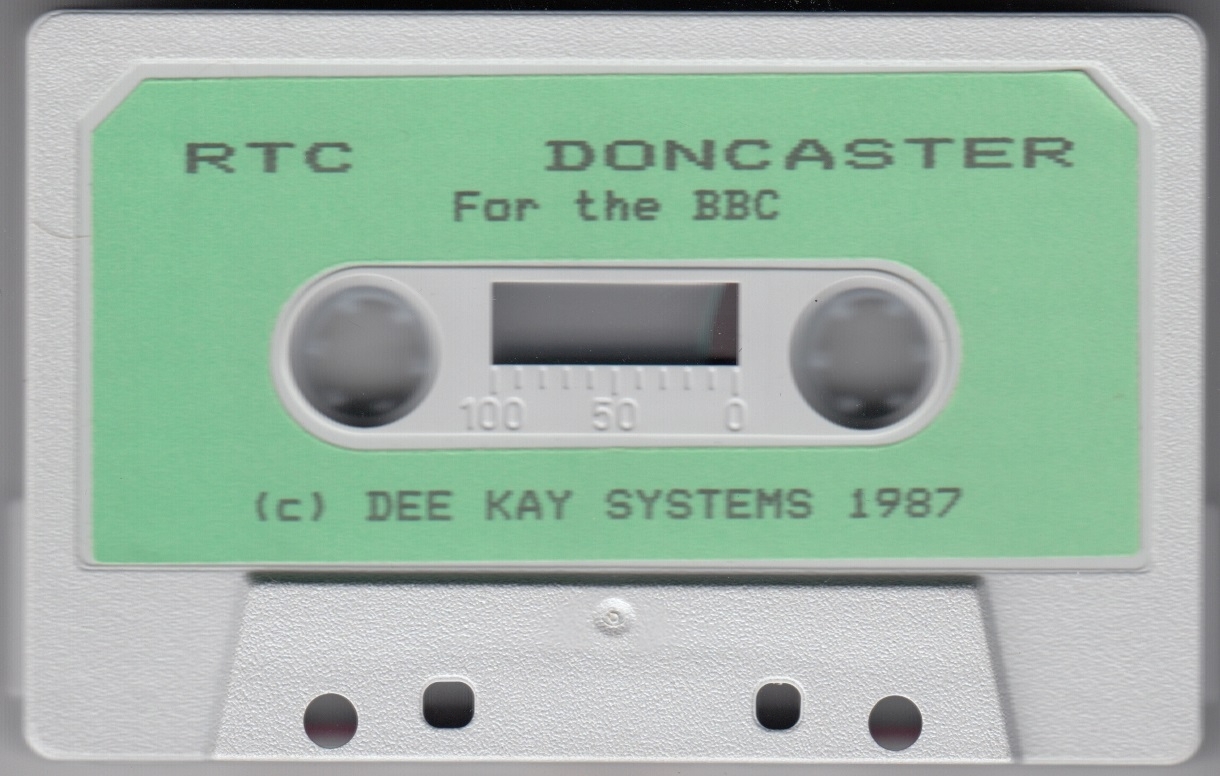 RTC DONCASTER
For the BBC
100 50 0
(c) DEE KAY SYSTEMS 1987